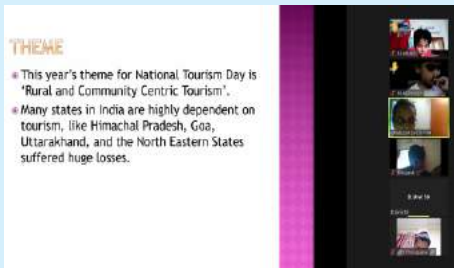 THEME
This year's theme for National Tourism Day is
'Rural and Community Centric Tourism'.
Many states in India are highly dependent on
tourism, like Himachal Pradesh, Goa,
Uttarakhand, and the North Eastern States
suffered huge losses.